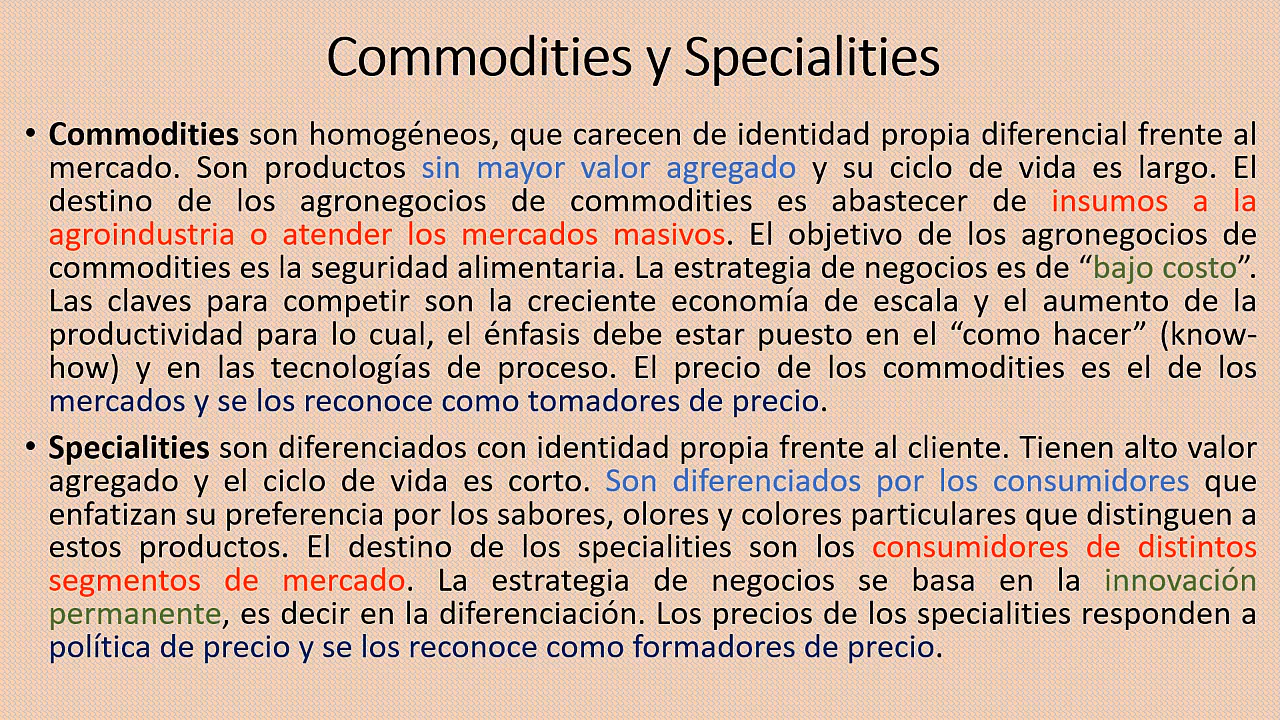 Commodities y Specialities
• Commodities son homogéneos, que carecen de identidad propia diferencial frente al
mercado. Son productos sin mayor valor agregado y su ciclo de vida es largo. El
destino de los agronegocios de commodities es abastecer de insumos a la
agroindustria o atender los mercados masivos. El objetivo de los agronegocios de
commodities es la seguridad alimentaria. La estrategia de negocios es de “bajo costo”.
Las claves para competir son la creciente economía de escala y el aumento de la
productividad para lo cual, el énfasis debe estar puesto en el “como hacer” (know-
how) y en las tecnologías de proceso. El precio de los commodities es el de los
mercados y se los reconoce como tomadores de precio.
• Specialities son diferenciados con identidad propia frente al cliente. Tienen alto valor
agregado y el ciclo de vida es corto. Son diferenciados por los consumidores que
enfatizan su preferencia por los sabores, olores y colores particulares que distinguen a
estos productos. El destino de los specialities son los consumidores de distintos
segmentos de mercado. La estrategia de negocios se basa en la innovación
permanente, es decir en la diferenciación. Los precios de los specialities responden a
política de precio y se los reconoce como formadores de precio.